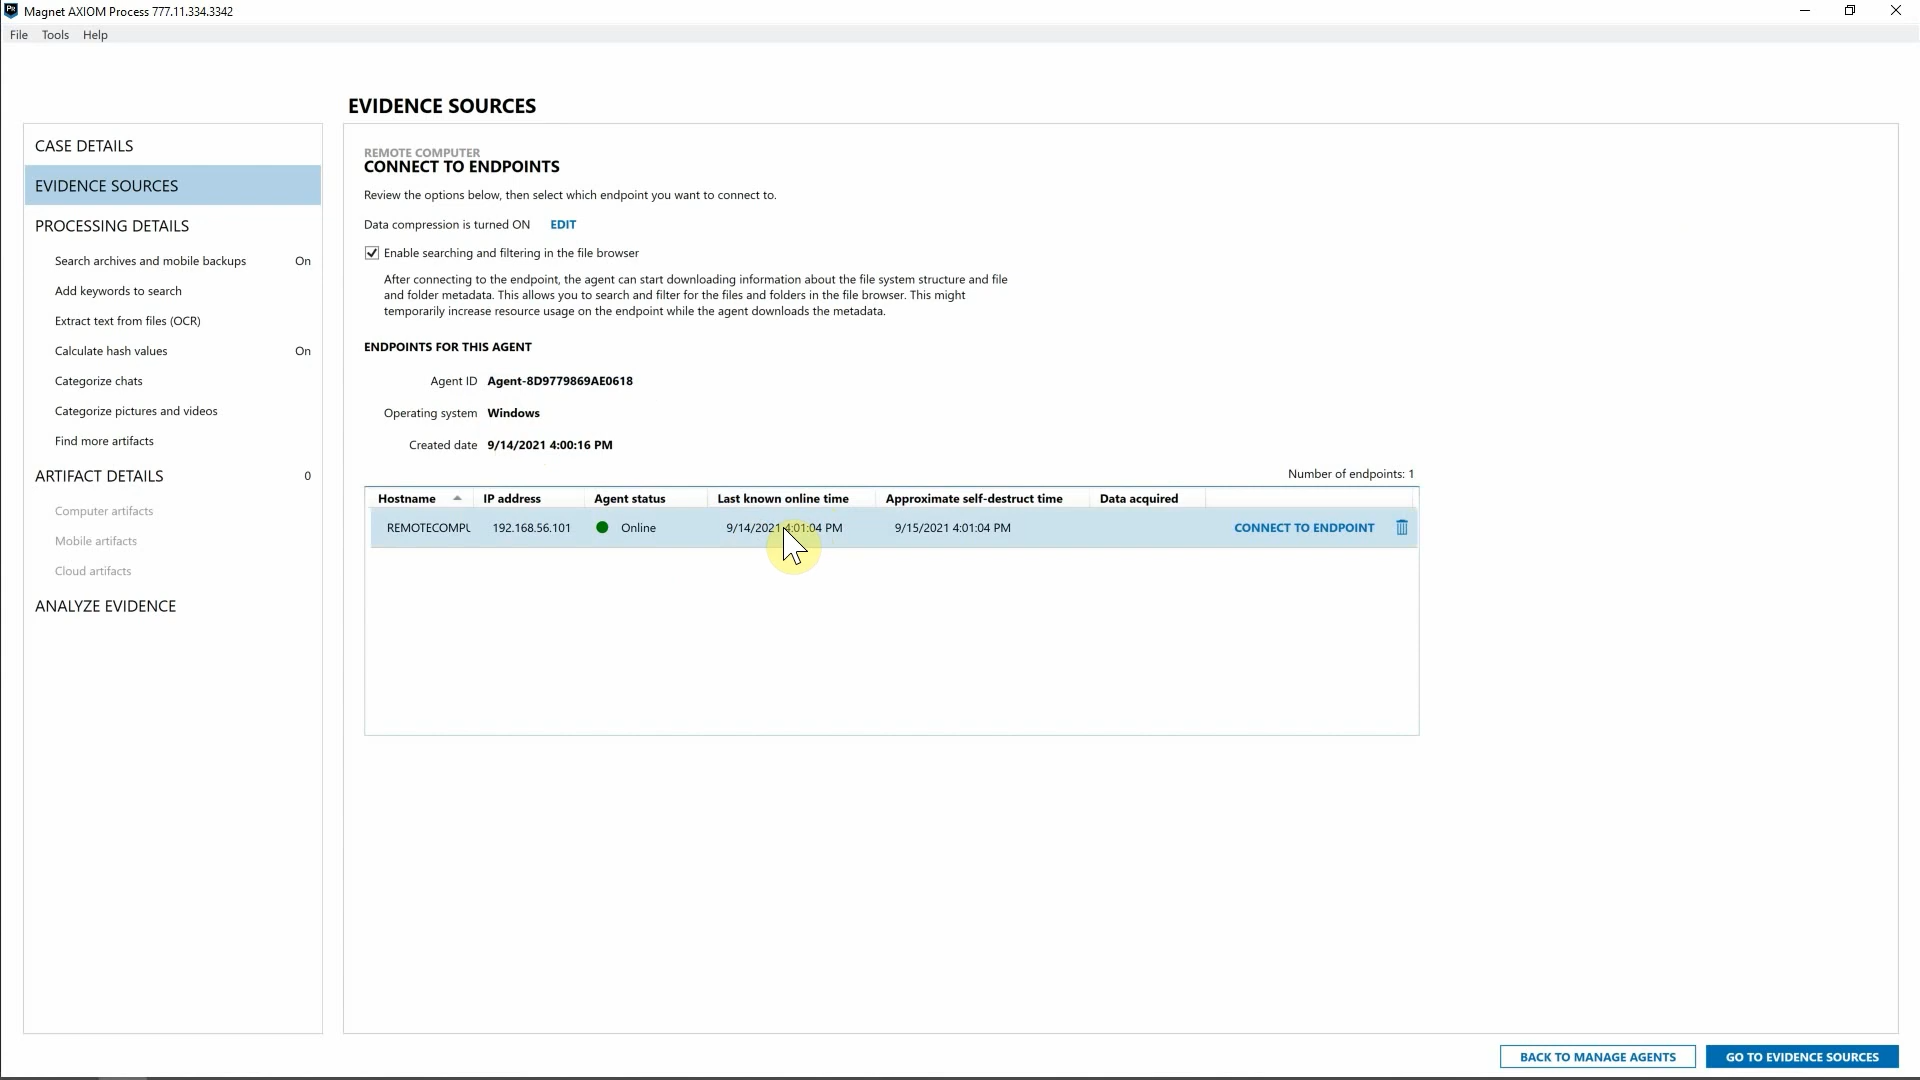 Magnet AXIOM Process 777.11.334.3342
File Tools Help
EVIDENCE SOURCES
CASE DETAILS
EVIDENCE SOURCES
PROCESSING DETAILS
Search archives and mobile backups On
Add keywords to search
Extract text from files (OCR)
Calculate hash values On
Categorize chats
Categorize pictures and videos
Find more artifacts
ARTIFACT DETAILS 0
Computer artifacts
Mobile artifacts
Cloud artifacts
ANALYZE EVIDENCE
REMOTE COMPUTER
CONNECT TO ENDPOINTS
Review the options below, then select which endpoint you want to connect to.
Data compression is turned ON EDIT
Enable searching and filtering in the file browser
After connecting to the endpoint, the agent can start downloading information about the file system structure and file
and folder metadata. This allows you to search and filter for the files and folders in the file browser. This might
temporarily increase resource usage on the endpoint while the agent downloads the metadata.
ENDPOINTS FOR THIS AGENT
Agent ID Agent-8D9779869AE0618
Operating system Windows
Created date 9/14/2021 4:00:16 PM
Number of endpoints: 1
Hostname IP address Agent status Last known online time Approximate self-destruct time Data acquired
REMOTECOMPU 192.168.56.101 Online 9/14/2021 4:01:04 PM 9/15/2021 4:01:04 PM CONNECT TO ENDPOINT
BACK TO MANAGE AGENTS GO TO EVIDENCE SOURCES